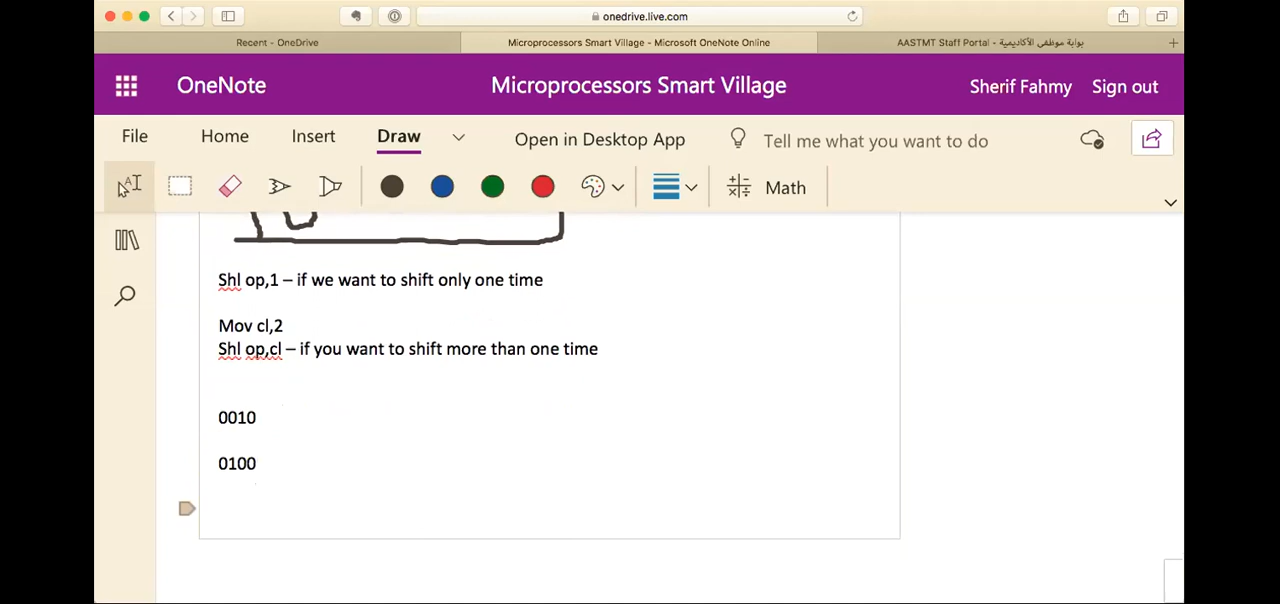 onedrive.live.com
Recent - OneDrive
Microprocessors Smart Village - Microsoft OneNote Online
AASTMT Staff Portal - بوابة موظفي الأكاديمية
OneNote
Microprocessors Smart Village
Sherif Fahmy
Sign out
File
Home
Insert
Draw
Open in Desktop App
Tell me what you want to do
Math
Shl op,1 – if we want to shift only one time
Mov cl,2
Shl op,cl – if you want to shift more than one time
0010
0100